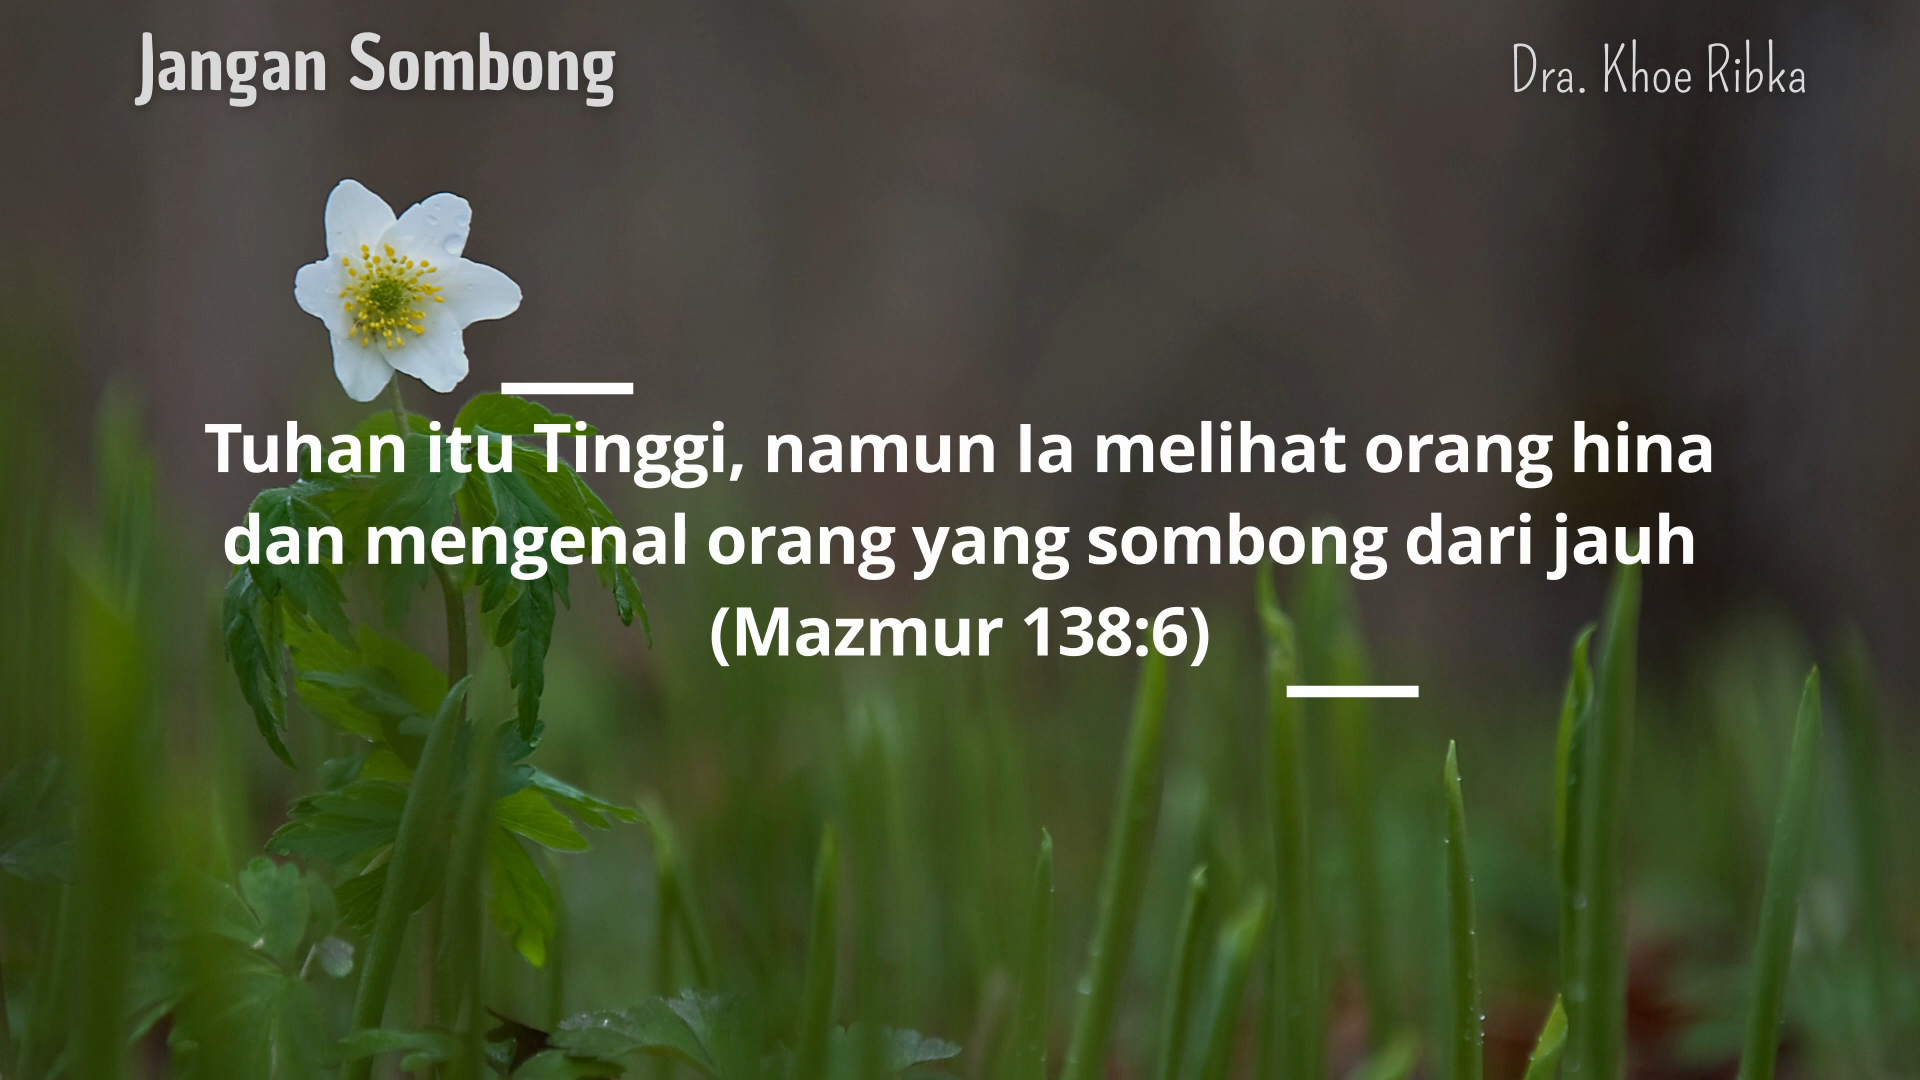 Jangan Sombong
Dra. Khoe Ribka
Tuhan itu Tinggi, namun Ia melihat orang hina
dan mengenal orang yang sombong dari jauh
(Mazmur 138:6)